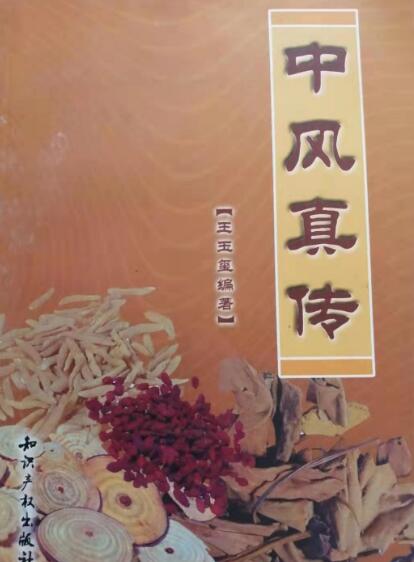 中风真传
【王玉玺编著】
知识产权出版社